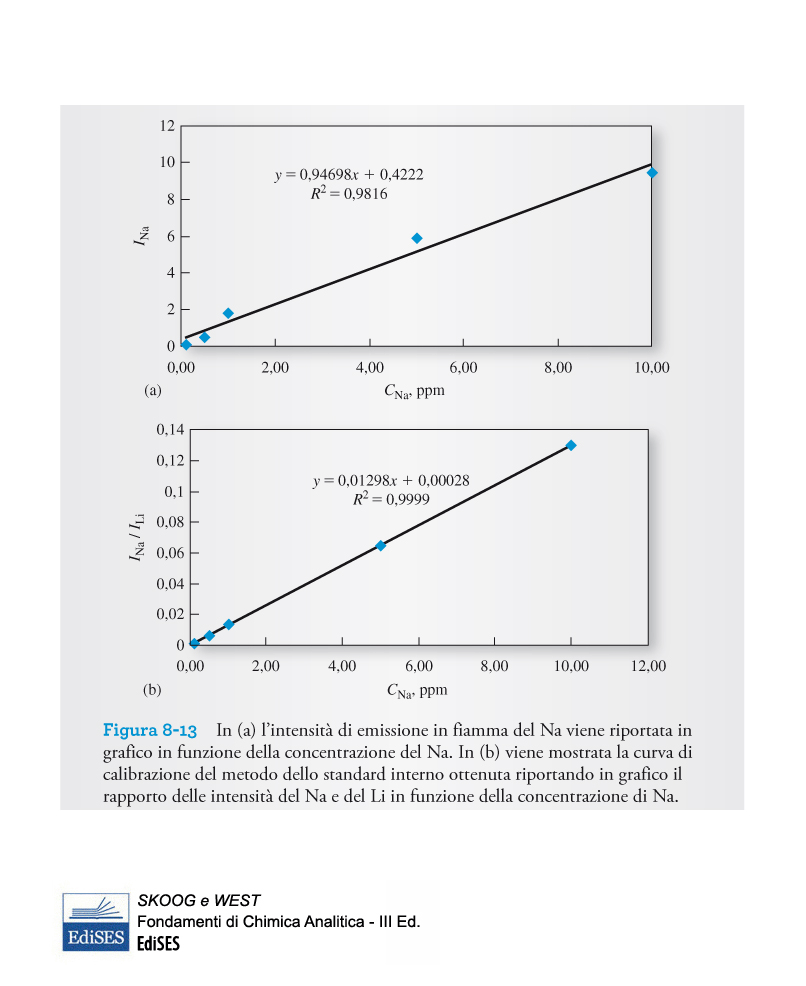 12
10
8
6
4
2
0
I Na
y = 0,94698x + 0,4222
R² = 0,9816
0,00 2,00 4,00 6,00 8,00 10,00
(a) C Na, ppm
0,14
0,12
0,1
0,08
0,06
0,04
0,02
0
I Na / I Li
y = 0,01298x + 0,00028
R² = 0,9999
0,00 2,00 4,00 6,00 8,00 10,00 12,00
(b) C Na, ppm
Figura 8-13 In (a) l’intensità di emissione in fiamma del Na viene riportata in
grafico in funzione della concentrazione del Na. In (b) viene mostrata la curva di
calibrazione del metodo dello standard interno ottenuta riportando in grafico il
rapporto delle intensità del Na e del Li in funzione della concentrazione di Na.
EdiSES
SKOOG e WEST
Fondamenti di Chimica Analitica - III Ed.
EdiSES